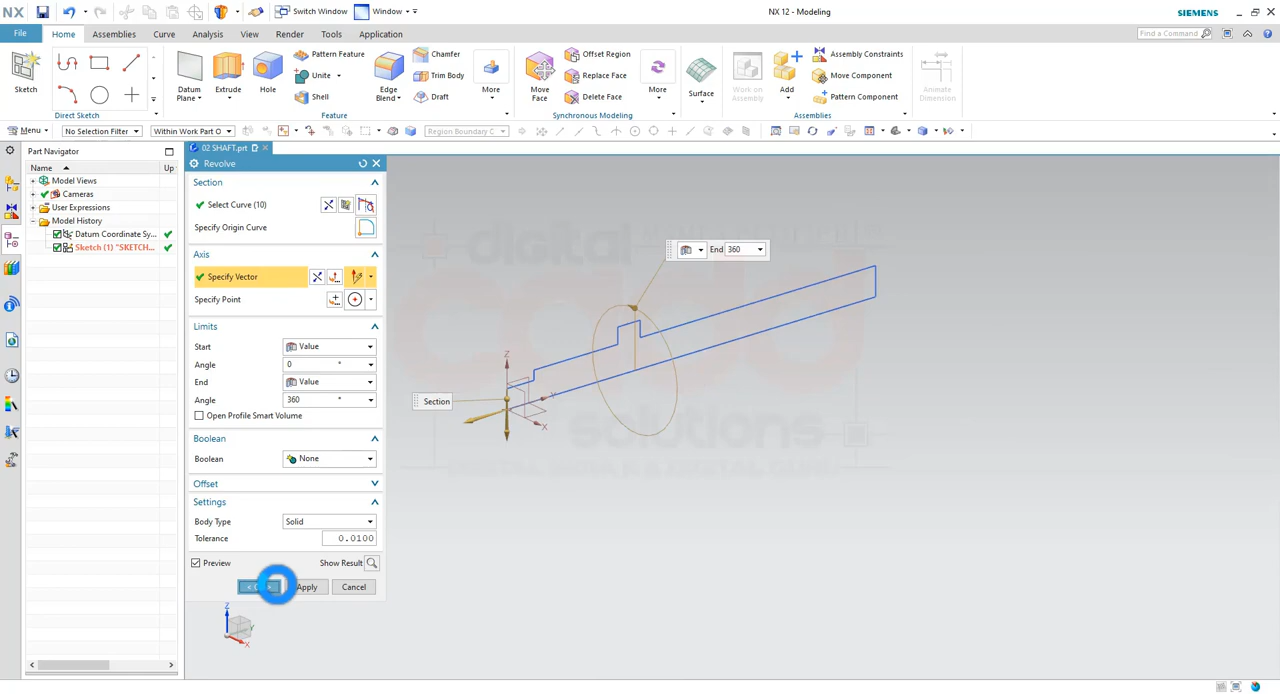 NX
Switch Window
Window
NX 12 - Modeling
SIEMENS
File
Home
Assemblies
Curve
Analysis
View
Render
Tools
Application
Find a Command
Sketch
Direct Sketch
Datum
Plane
Extrude
Hole
Pattern Feature
Unite
Shell
Edge
Blend
Chamfer
Trim Body
Draft
More
Feature
Move
Face
Offset Region
Replace Face
Delete Face
More
Synchronous Modeling
Surface
Work on
Assembly
Add
Assembly Constraints
Move Component
Pattern Component
Assemblies
Animate
Dimension
Menu
No Selection Filter
Within Work Part O
Region Boundary C
Part Navigator
Name
Up
Model Views
Cameras
User Expressions
Model History
Datum Coordinate Sy...
Sketch (1) "SKETCH...
02 SHAFT.prt
Revolve
Section
Select Curve (10)
Specify Origin Curve
Axis
Specify Vector
Specify Point
Limits
Start
Value
Angle
0
°
End
Value
Angle
360
°
Open Profile Smart Volume
Boolean
Boolean
None
Offset
Settings
Body Type
Solid
Tolerance
0.0100
Preview
Show Result
Apply
Cancel
End 360
Section
Z
Y
X
Z
Y
X
digital
cadd
solutions